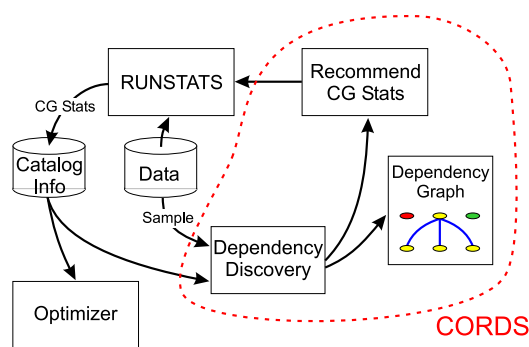 RUNSTATS
Recommend
CG Stats
CG Stats
Catalog
Info
Data
Sample
Dependency
Graph
Dependency
Discovery
Optimizer
CORDS